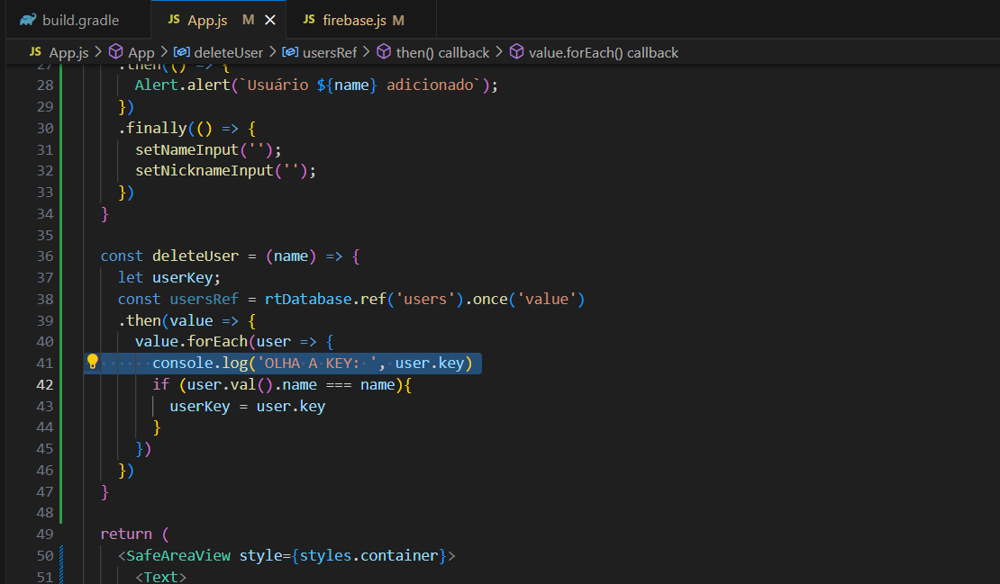 build.gradle JS App.js M × JS firebase.js M
JS App.js > App > deleteUser > usersRef > then() callback > value.forEach() callback
27 .then(() => {
28 Alert.alert(`Usuário ${name} adicionado`);
29 })
30 .finally(() => {
31 setNameInput('');
32 setNicknameInput('');
33 })
34 }
35
36 const deleteUser = (name) => {
37 let userKey;
38 const usersRef = rtDatabase.ref('users').once('value')
39 .then(value => {
40 value.forEach(user => {
41 console.log('OLHA A KEY: ', user.key)
42 if (user.val().name === name){
43 userKey = user.key
44 }
45 })
46 })
47 }
48
49 return (
50 <SafeAreaView style={styles.container}>
51 <Text>